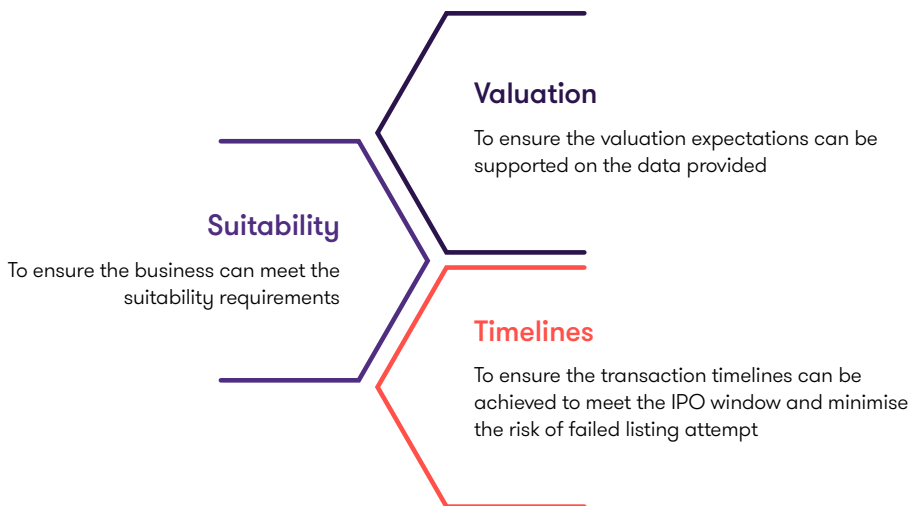 Valuation
To ensure the valuation expectations can be
supported on the data provided
Suitability
To ensure the business can meet the
suitability requirements
Timelines
To ensure the transaction timelines can be
achieved to meet the IPO window and minimise
the risk of failed listing attempt